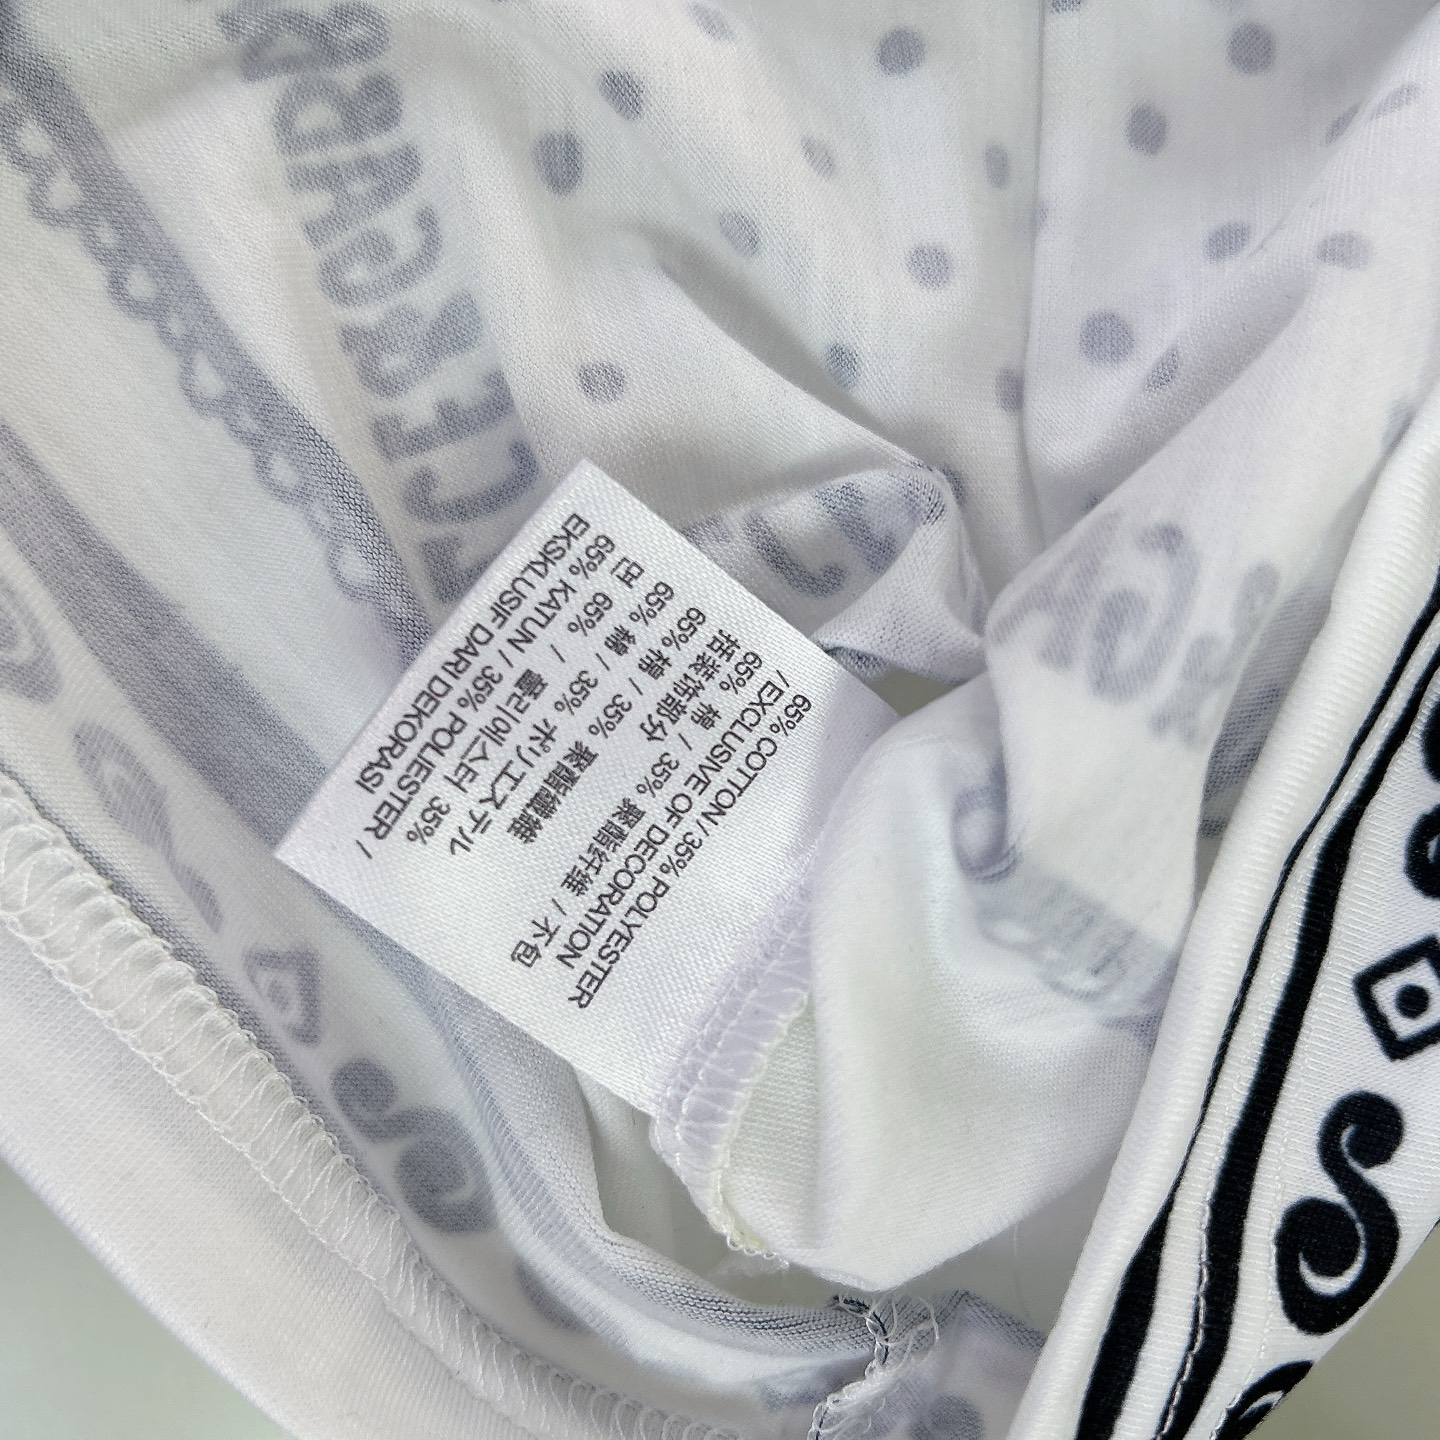 65% COTTON / 35% POLYESTER
/ EXCLUSIVE OF DECORATION
65% 棉 / 35% 聚酯纤维 / 不包
括装饰部分
65% 棉 / 35% 聚酯纖維
65% 綿 / 35% ポリエステル
65% 면 / 폴리에스터 35%
65% KATUN / 35% POLIESTER /
EKSKLUSIF DARI DEKORASI